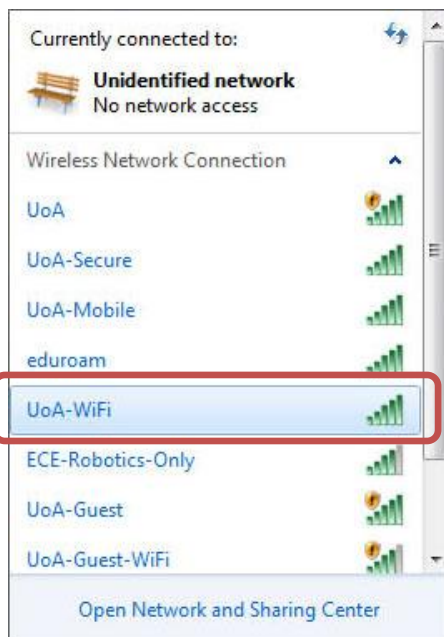 Currently connected to:
Unidentified network
No network access
Wireless Network Connection
UoA
UoA-Secure
UoA-Mobile
eduroam
UoA-WiFi
ECE-Robotics-Only
UoA-Guest
UoA-Guest-WiFi
Open Network and Sharing Center